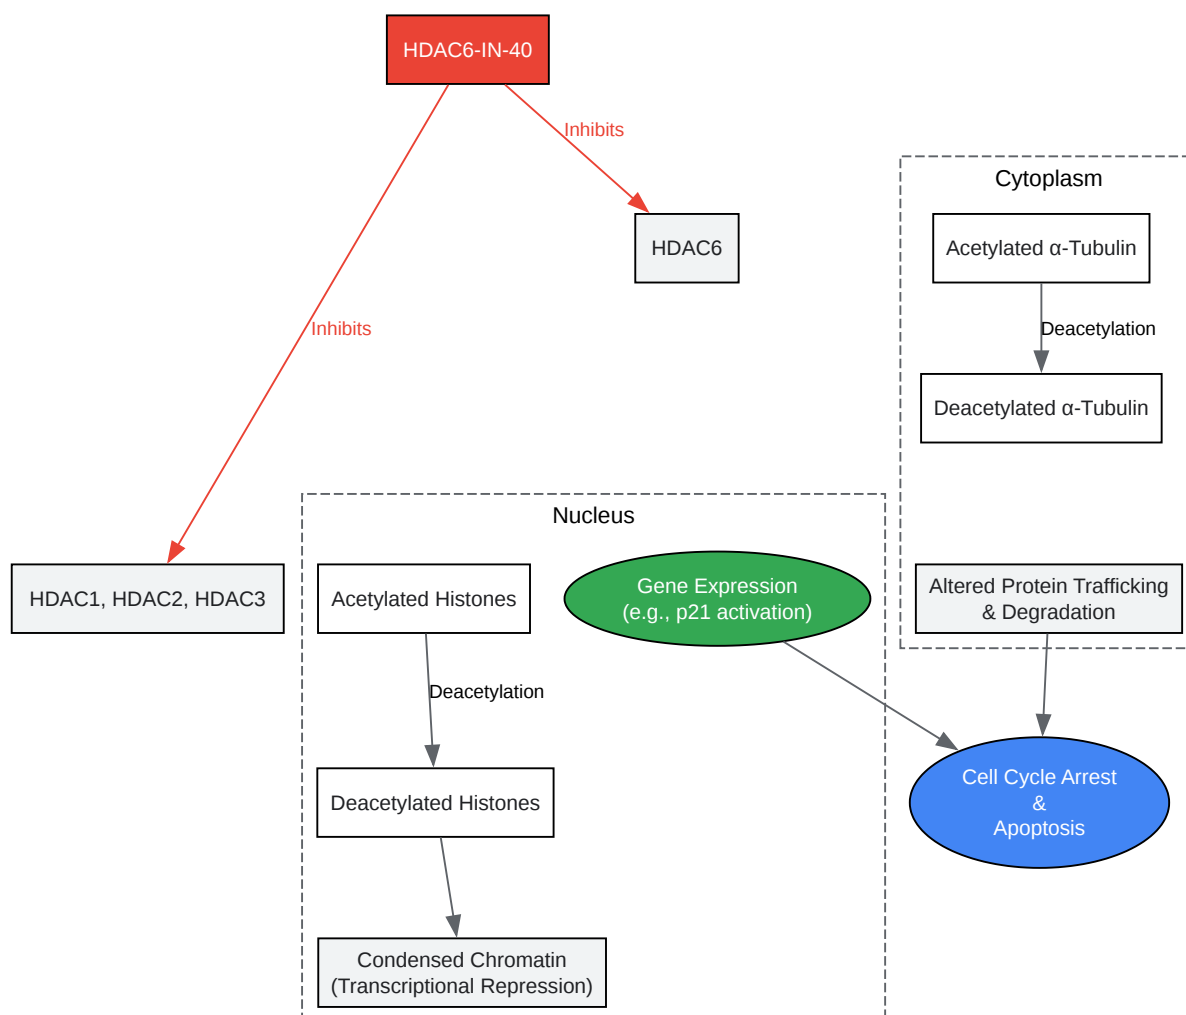 HDAC6-IN-40
Inhibits
Cytoplasm
HDAC6
Acetylated α-Tubulin
Inhibits
Deacetylation
Deacetylated α-Tubulin
Nucleus
HDAC1, HDAC2, HDAC3
Acetylated Histones
Gene Expression
(e.g., p21 activation)
Altered Protein Trafficking
& Degradation
Deacetylation
Deacetylated Histones
Cell Cycle Arrest
&
Apoptosis
Condensed Chromatin
(Transcriptional Repression)